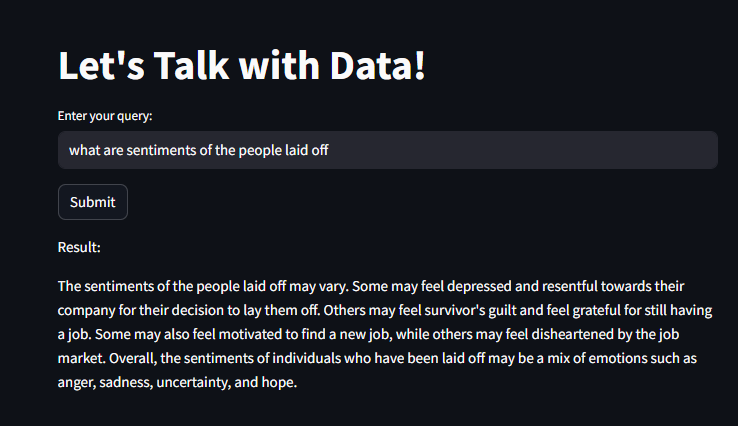 Let's Talk with Data!
Enter your query:
what are sentiments of the people laid off
Submit
Result:
The sentiments of the people laid off may vary. Some may feel depressed and resentful towards their
company for their decision to lay them off. Others may feel survivor's guilt and feel grateful for still having
a job. Some may also feel motivated to find a new job, while others may feel disheartened by the job
market. Overall, the sentiments of individuals who have been laid off may be a mix of emotions such as
anger, sadness, uncertainty, and hope.